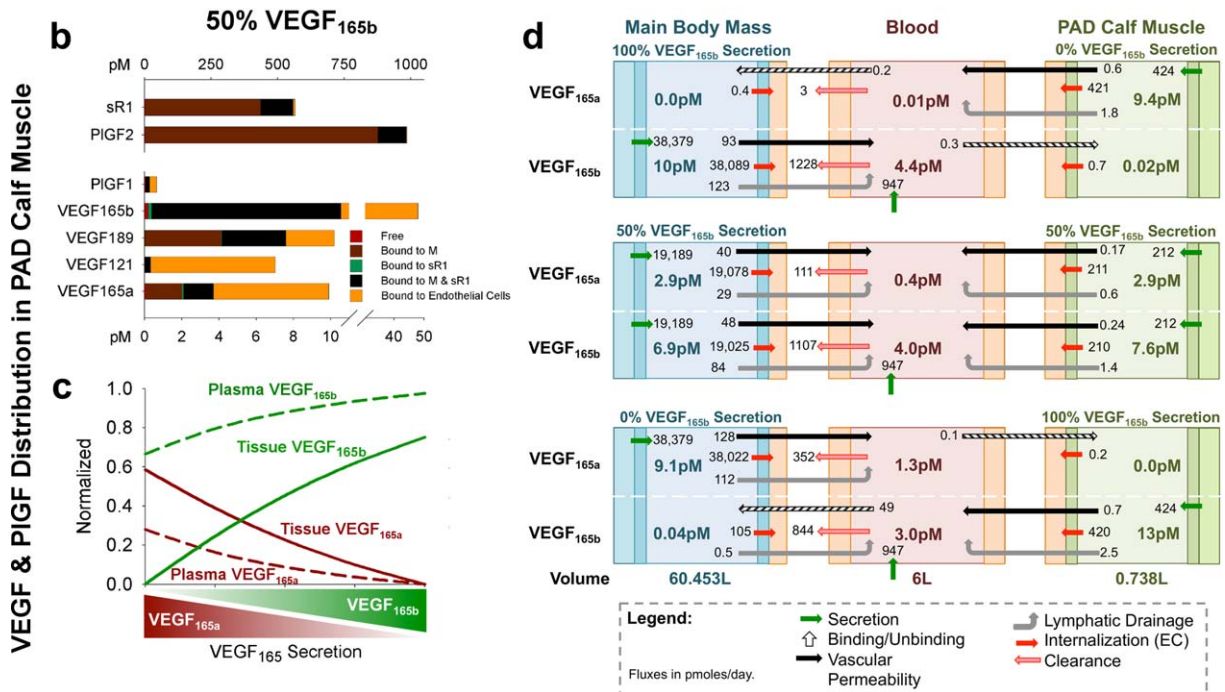 VEGF & PlGF Distribution in PAD Calf Muscle
b
50% VEGF165b
pM 0 250 500 750 1000
sR1
PlGF2
PlGF1
VEGF165b
VEGF189
VEGF121
VEGF165a
Free
Bound to M
Bound to sR1
Bound to M & sR1
Bound to Endothelial Cells
pM 0 2 4 6 8 10 40 50
c
Normalized
1.0
0.8
0.6
0.4
0.2
0.0
Plasma VEGF165b
Tissue VEGF165b
Tissue VEGF165a
Plasma VEGF165a
VEGF165b
VEGF165a
VEGF165 Secretion
d
Main Body Mass Blood PAD Calf Muscle
100% VEGF165b Secretion 0% VEGF165b Secretion
0.2 0.6 424
VEGF165a 0.0pM 0.4 3 0.01pM 421 9.4pM
1.8
38,379 93 0.3
VEGF165b 10pM 38,089 1228 4.4pM 0.7 0.02pM
123 947
50% VEGF165b Secretion 50% VEGF165b Secretion
19,189 40 0.17 212
VEGF165a 2.9pM 19,078 111 0.4pM 211 2.9pM
29 0.6
19,189 48 0.24 212
VEGF165b 6.9pM 19,025 1107 4.0pM 210 7.6pM
84 947 1.4
0% VEGF165b Secretion 100% VEGF165b Secretion
38,379 128 0.1
VEGF165a 9.1pM 38,022 352 1.3pM 0.2 0.0pM
112
49 0.7 424
VEGF165b 0.04pM 105 844 3.0pM 420 13pM
0.5 947 2.5
Volume 60.453L 6L 0.738L
Legend:
Secretion
Binding/Unbinding
Vascular
Permeability
Lymphatic Drainage
Internalization (EC)
Clearance
Fluxes in pmoles/day.